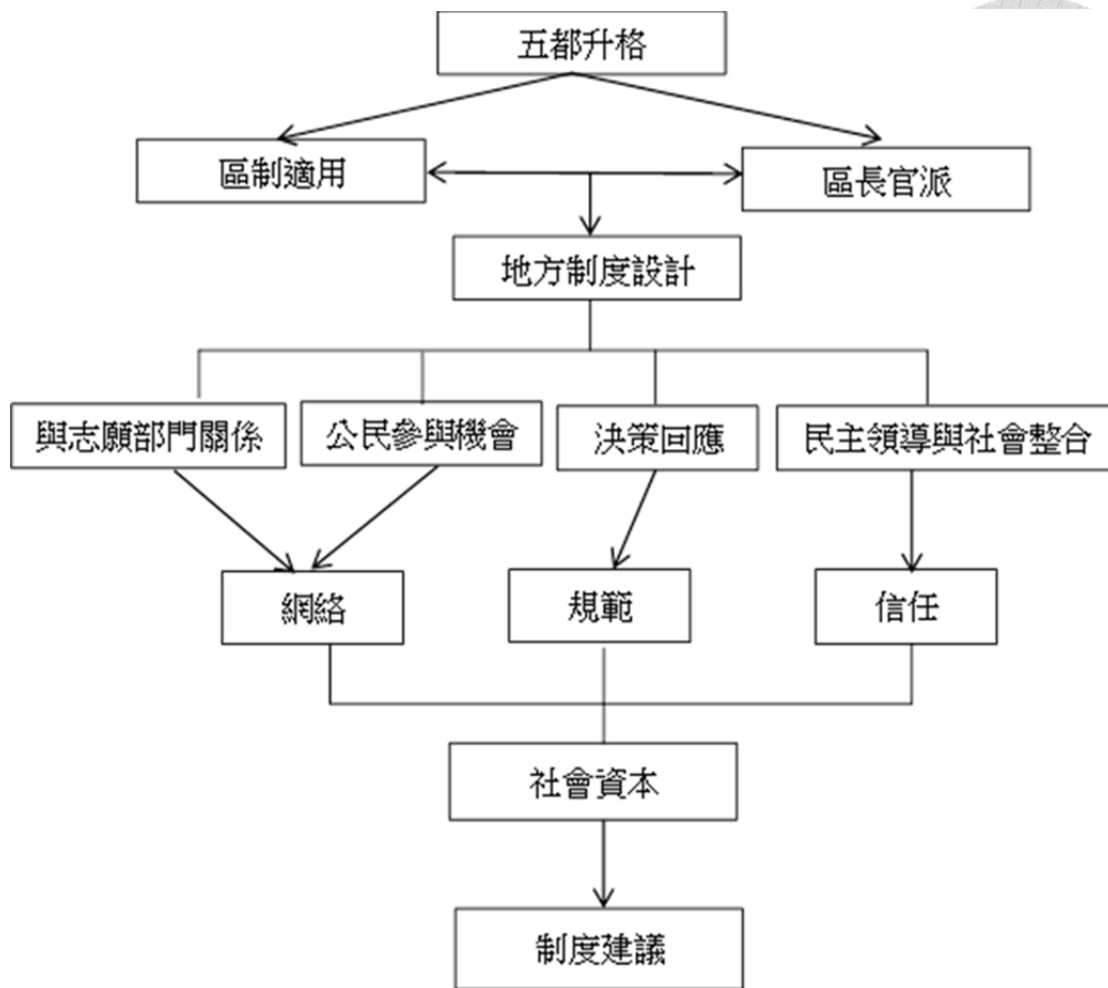 五都升格
區制適用
區長官派
地方制度設計
與志願部門關係
公民參與機會
決策回應
民主領導與社會整合
網絡
規範
信任
社會資本
制度建議